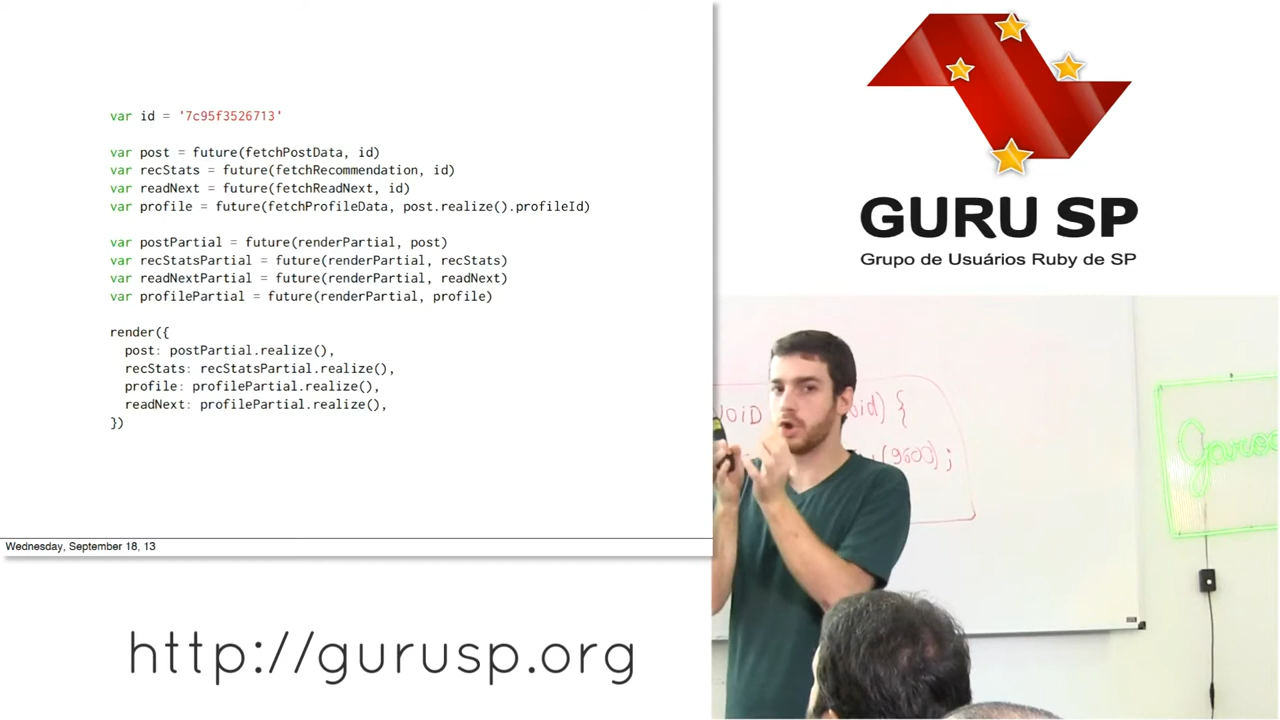 var id = '7c95f3526713'
var post = future(fetchPostData, id)
var recStats = future(fetchRecommendation, id)
var readNext = future(fetchReadNext, id)
var profile = future(fetchProfileData, post.realize().profileId)
var postPartial = future(renderPartial, post)
var recStatsPartial = future(renderPartial, recStats)
var readNextPartial = future(renderPartial, readNext)
var profilePartial = future(renderPartial, profile)
render({
post: postPartial.realize(),
recStats: recStatsPartial.realize(),
profile: profilePartial.realize(),
readNext: profilePartial.realize(),
})
Wednesday, September 18, 13
http://gurusp.org
GURU SP
Grupo de Usuários Ruby de SP
void) {
(9600);